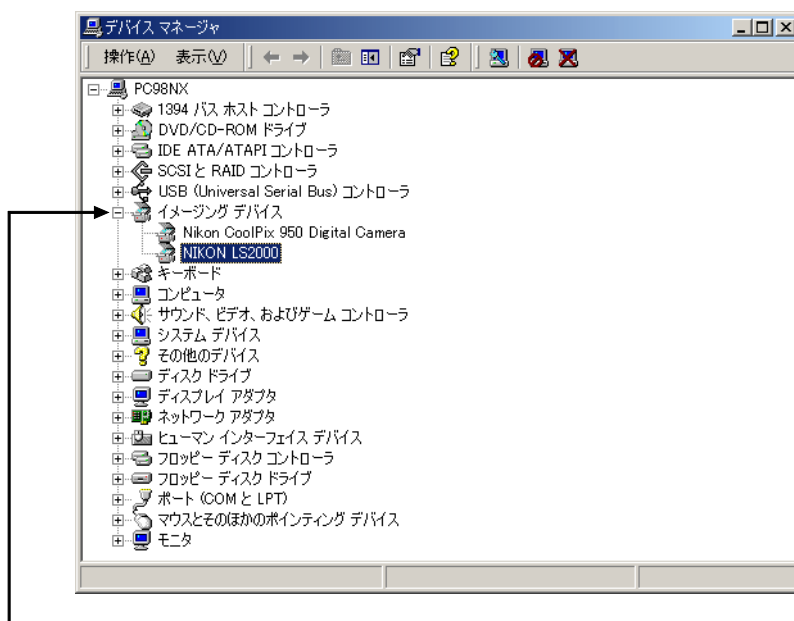 デバイス マネージャ
操作(A) 表示(V)
PC98NX
1394 バス ホスト コントローラ
DVD/CD-ROM ドライブ
IDE ATA/ATAPI コントローラ
SCSI と RAID コントローラ
USB (Universal Serial Bus) コントローラ
イメージング デバイス
Nikon CoolPix 950 Digital Camera
NIKON LS2000
キーボード
コンピュータ
サウンド、ビデオ、およびゲーム コントローラ
システム デバイス
その他のデバイス
ディスク ドライブ
ディスプレイ アダプタ
ネットワーク アダプタ
ヒューマン インターフェイス デバイス
フロッピー ディスク コントローラ
フロッピー ディスク ドライブ
ポート (COM と LPT)
マウスとそのほかのポインティング デバイス
モニタ